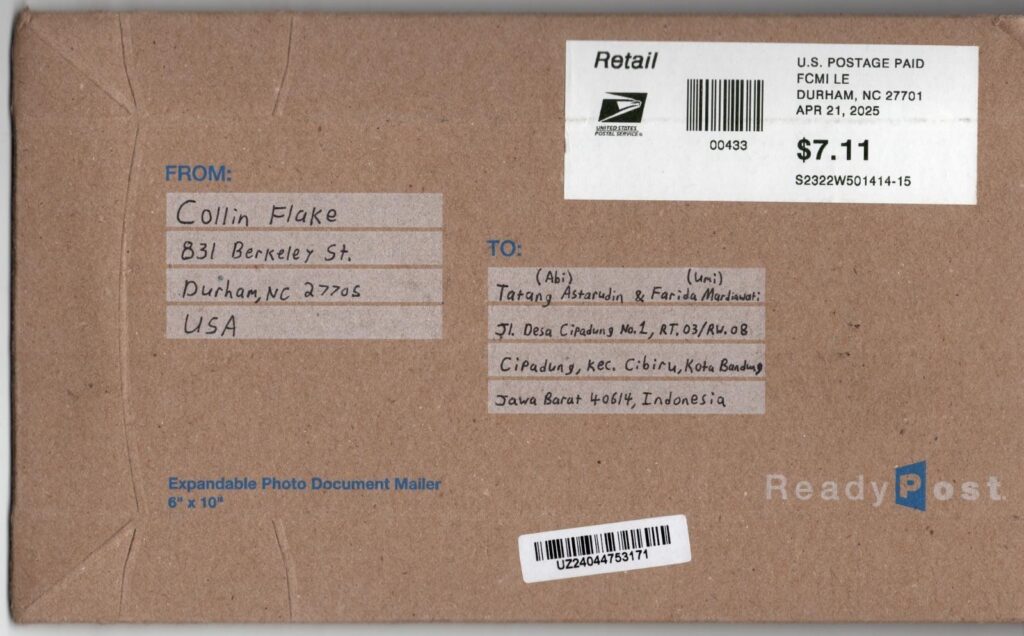 Retail
UNITED STATES
POSTAL SERVICE®
00433
U.S. POSTAGE PAID
FCMI LE
DURHAM, NC 27701
APR 21, 2025
$7.11
S2322W501414-15
FROM:
Collin Flake
831 Berkeley St.
Durham, NC 27705
USA
TO:
(Abi) (Umi)
Tatang Astarudin & Farida Mardiawati
Jl. Desa Cipadung No.1, RT.03/RW.08
Cipadung, Kec. Cibiru, Kota Bandung
Jawa Barat 40614, Indonesia
Expandable Photo Document Mailer
6" x 10"
ReadyPost
UZ24044753171